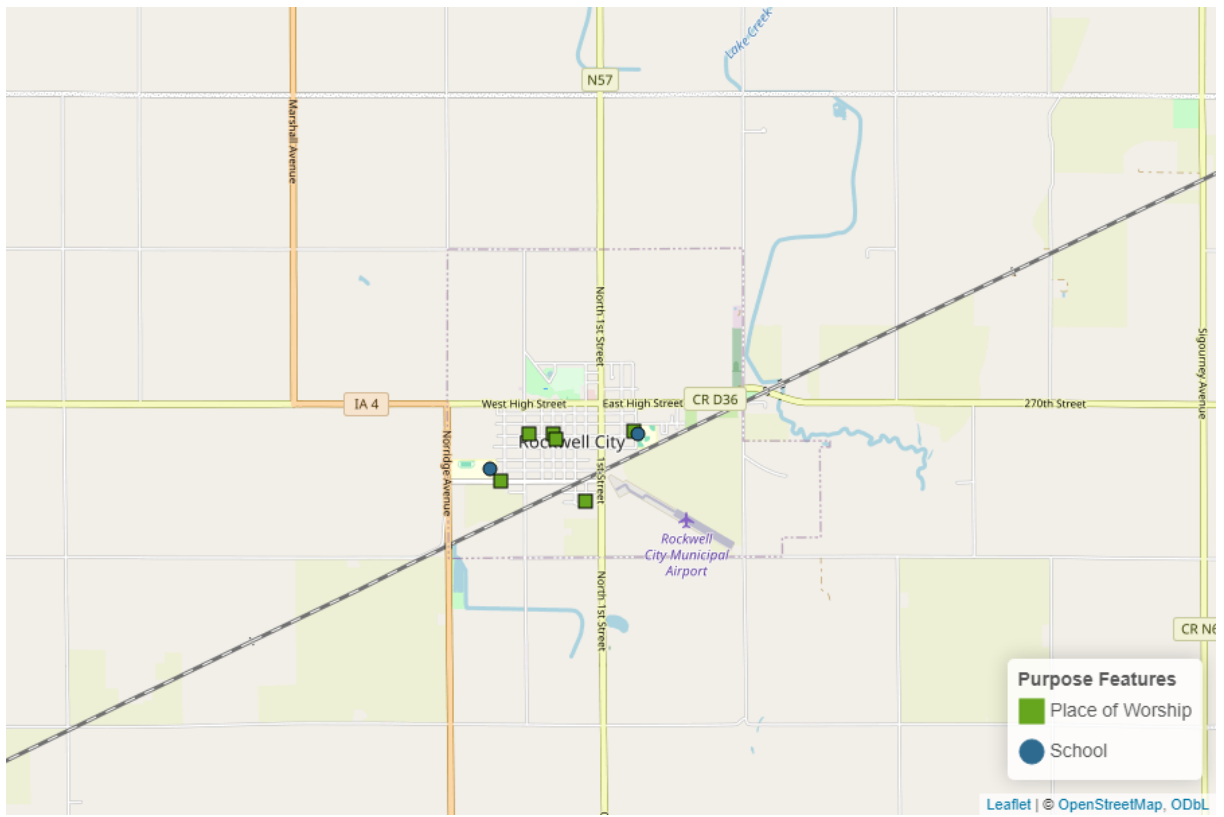 Lake Creek
N57
Marshall Avenue
North 1st Street
Sigourney Avenue
IA 4
West High Street
East High Street
CR D36
270th Street
Rockwell City
Norridge Avenue
1st Street
Rockwell
City Municipal
Airport
North 1st Street
CR N6
Purpose Features
Place of Worship
School
Leaflet | © OpenStreetMap, ODbL